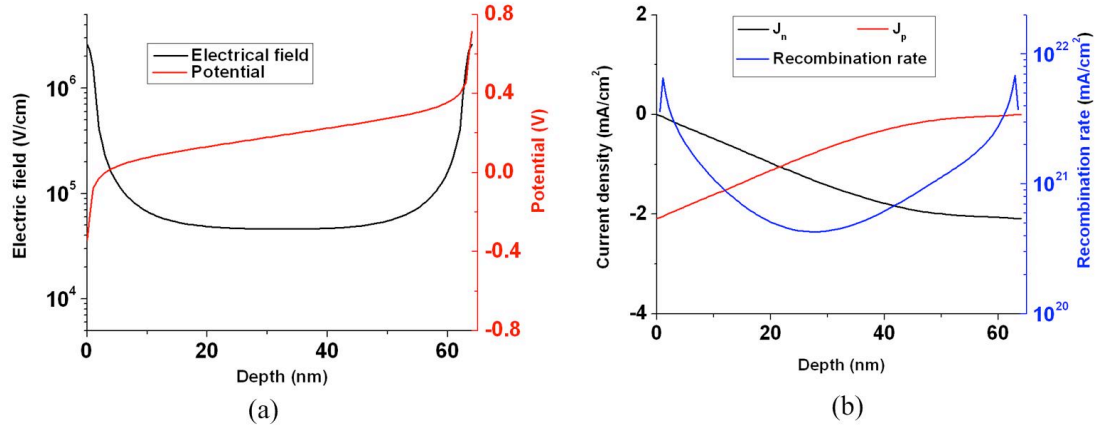 0.8
0.4
0.0
-0.4
-0.8
10^6
10^5
10^4
Electrical field
Potential
Electric field (V/cm)
Potential (V)
0 20 40 60
Depth (nm)
(a)
2
0
-2
-4
10^22
10^21
10^20
J_n J_p
Recombination rate
Current density (mA/cm^2)
Recombination rate (mA/cm^2)
0 20 40 60
Depth (nm)
(b)